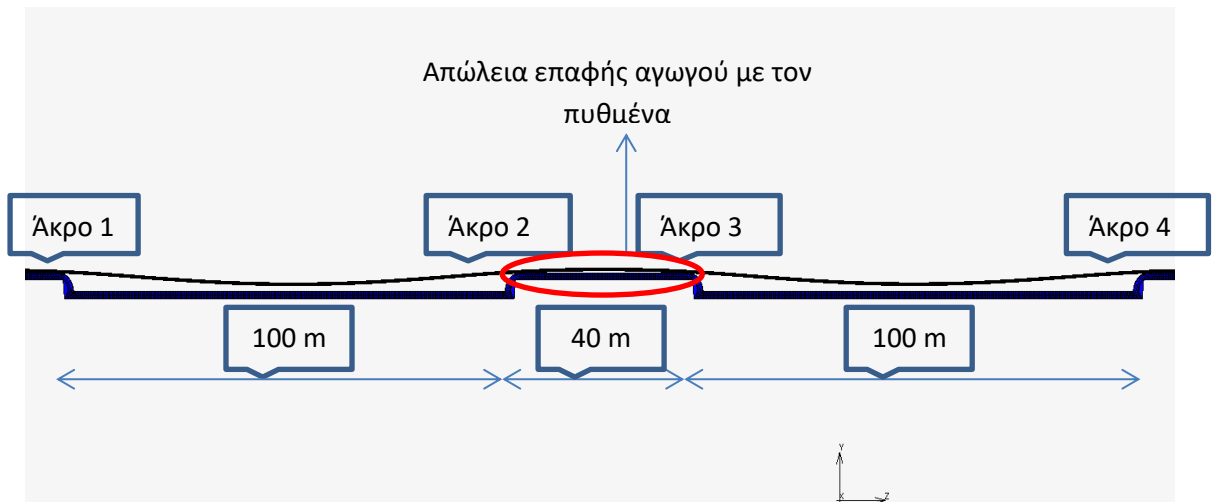 Απώλεια επαφής αγωγού με τον
πυθμένα
Άκρο 1
Άκρο 2
Άκρο 3
Άκρο 4
100 m
40 m
100 m
Y
X
Z